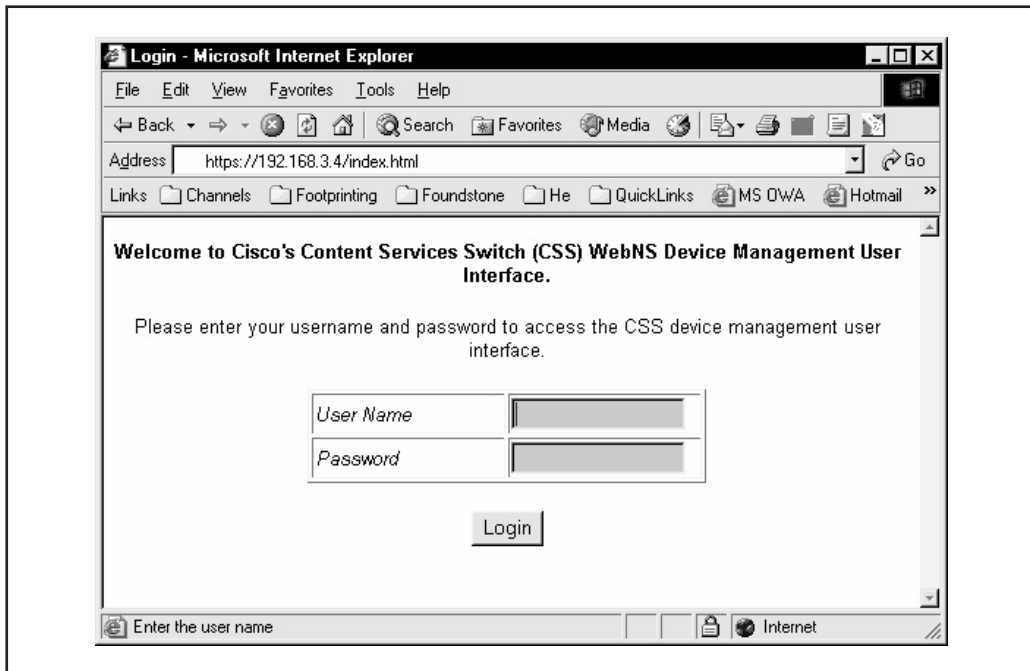 Login - Microsoft Internet Explorer
File Edit View Favorites Tools Help
Back Search Favorites Media
Address https://192.168.3.4/index.html Go
Links Channels Footprinting Foundstone He QuickLinks MS OWA Hotmail »
Welcome to Cisco's Content Services Switch (CSS) WebNS Device Management User
Interface.
Please enter your username and password to access the CSS device management user
interface.
User Name
Password
Login
Enter the user name Internet